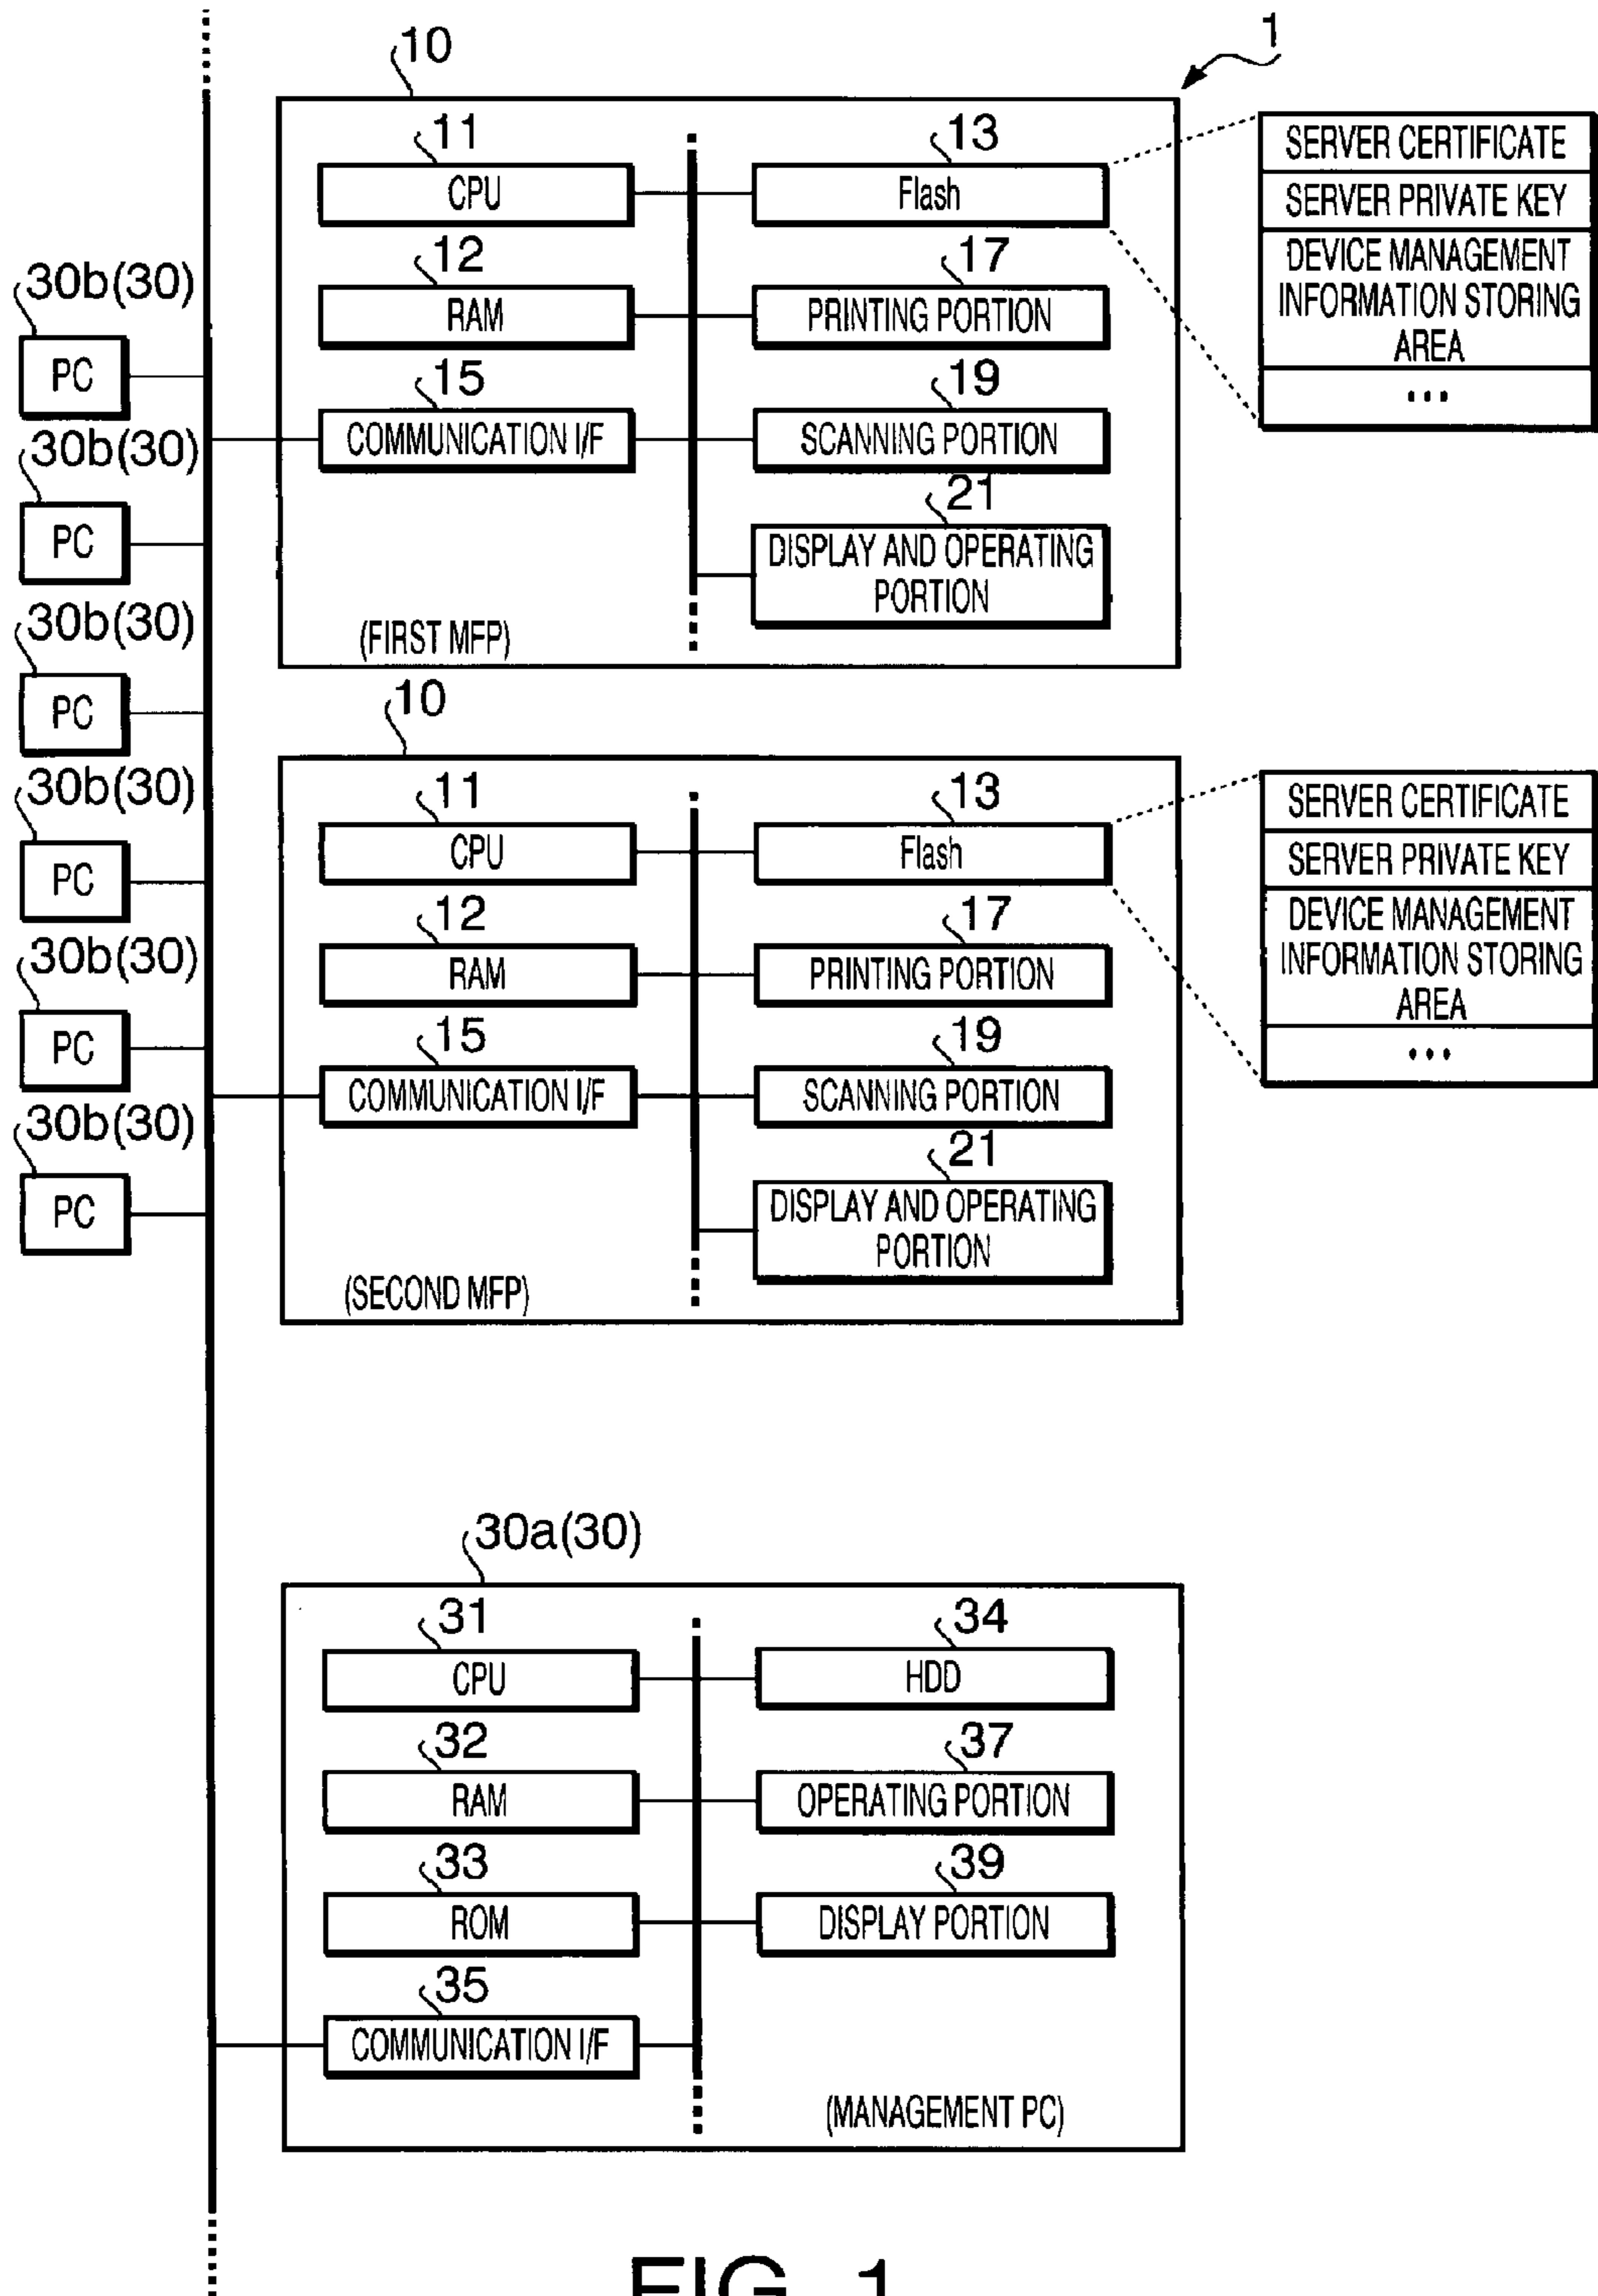 1
10
11
CPU
13
Flash
12
RAM
17
PRINTING PORTION
15
COMMUNICATION I/F
19
SCANNING PORTION
21
DISPLAY AND OPERATING
PORTION
(FIRST MFP)
SERVER CERTIFICATE
SERVER PRIVATE KEY
DEVICE MANAGEMENT
INFORMATION STORING
AREA
...
30b(30)
PC
30b(30)
PC
30b(30)
PC
30b(30)
PC
30b(30)
PC
30b(30)
PC
10
11
CPU
13
Flash
12
RAM
17
PRINTING PORTION
15
COMMUNICATION I/F
19
SCANNING PORTION
21
DISPLAY AND OPERATING
PORTION
(SECOND MFP)
SERVER CERTIFICATE
SERVER PRIVATE KEY
DEVICE MANAGEMENT
INFORMATION STORING
AREA
...
30a(30)
31
CPU
34
HDD
32
RAM
37
OPERATING PORTION
33
ROM
39
DISPLAY PORTION
35
COMMUNICATION I/F
(MANAGEMENT PC)
FIG. 1